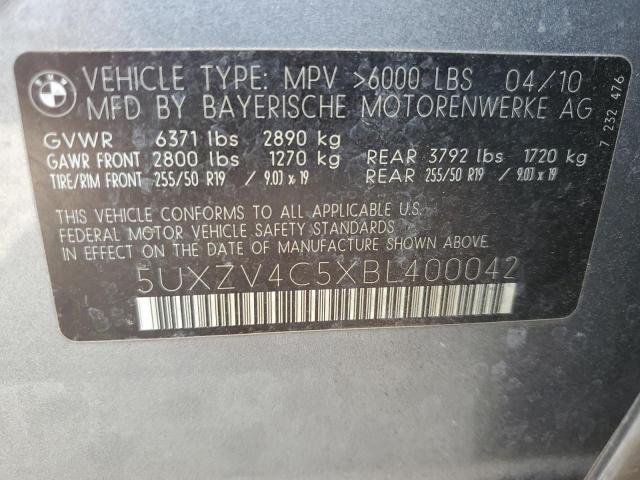 BMW
VEHICLE TYPE: MPV >6000 LBS 04/10
MFD BY BAYERISCHE MOTORENWERKE AG
GVWR 6371 lbs 2890 kg
GAWR FRONT 2800 lbs 1270 kg REAR 3792 lbs 1720 kg
TIRE/RIM FRONT 255/50 R19 / 9.0J x 19 REAR 255/50 R19 / 9.0J x 19
THIS VEHICLE CONFORMS TO ALL APPLICABLE U.S.
FEDERAL MOTOR VEHICLE SAFETY STANDARDS
IN EFFECT ON THE DATE OF MANUFACTURE SHOWN ABOVE.
5UXZV4C5XBL400042
7 232 476